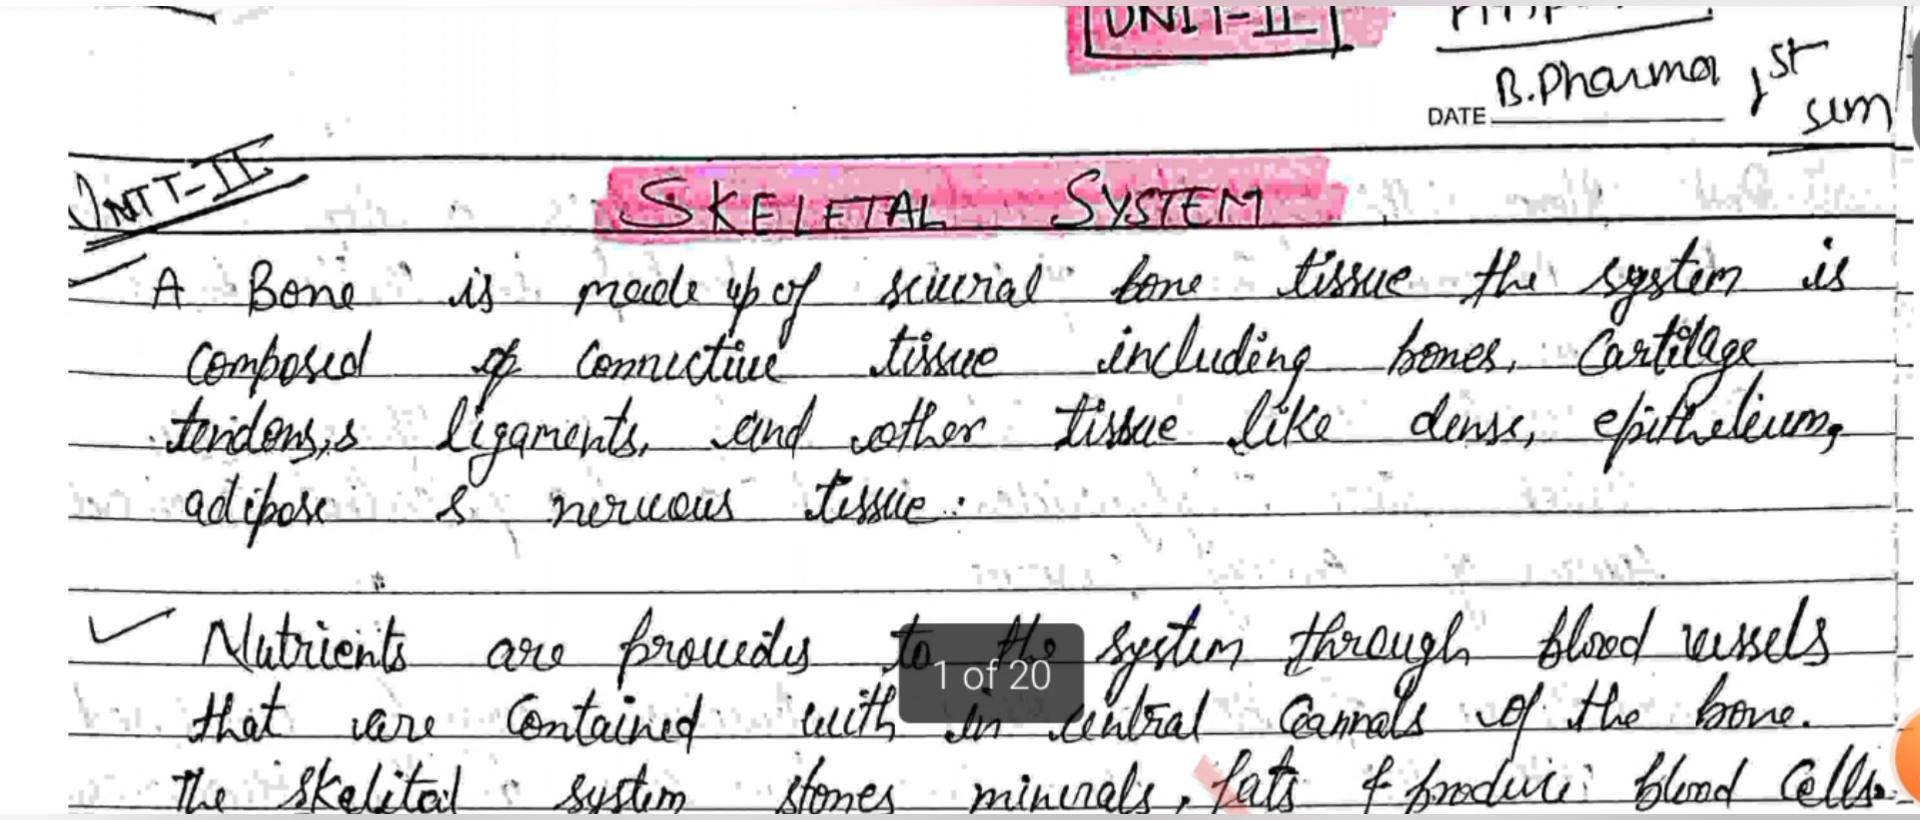 UNIT-II
B.Pharma 1st
DATE
sem
UNIT-II
SKELETAL SYSTEM
A Bone is made up of several bone tissue the system is
composed of connective tissue including bones, Cartilage
tendons,s ligaments, and other tissue like dense, epithelium,
adipose & nervous tissue.
Nutrients are provides to the system through blood vessels
1 of 20
that are contained with in central Cannals of the bone.
The skelital system stones minerals, fats & produce blood cells.